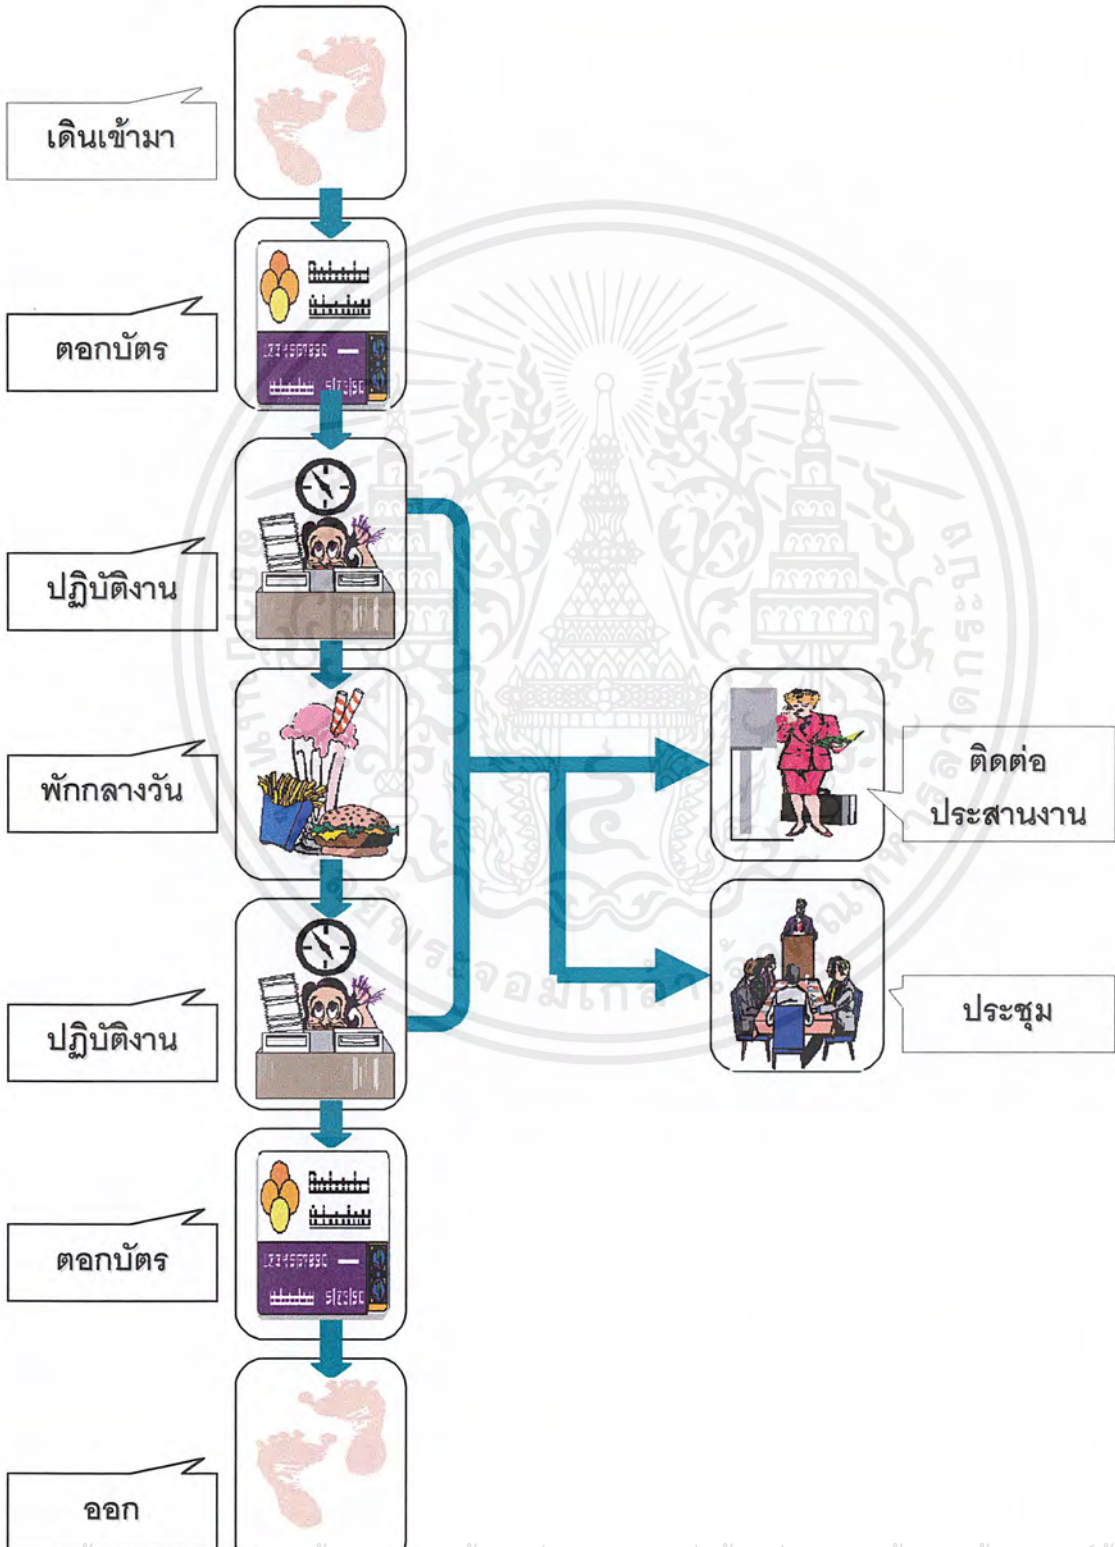 เดินเข้ามา
ตอกบัตร
ปฏิบัติงาน
พักกลางวัน
ติดต่อ
ประสานงาน
ปฏิบัติงาน
ประชุม
ตอกบัตร
ออก